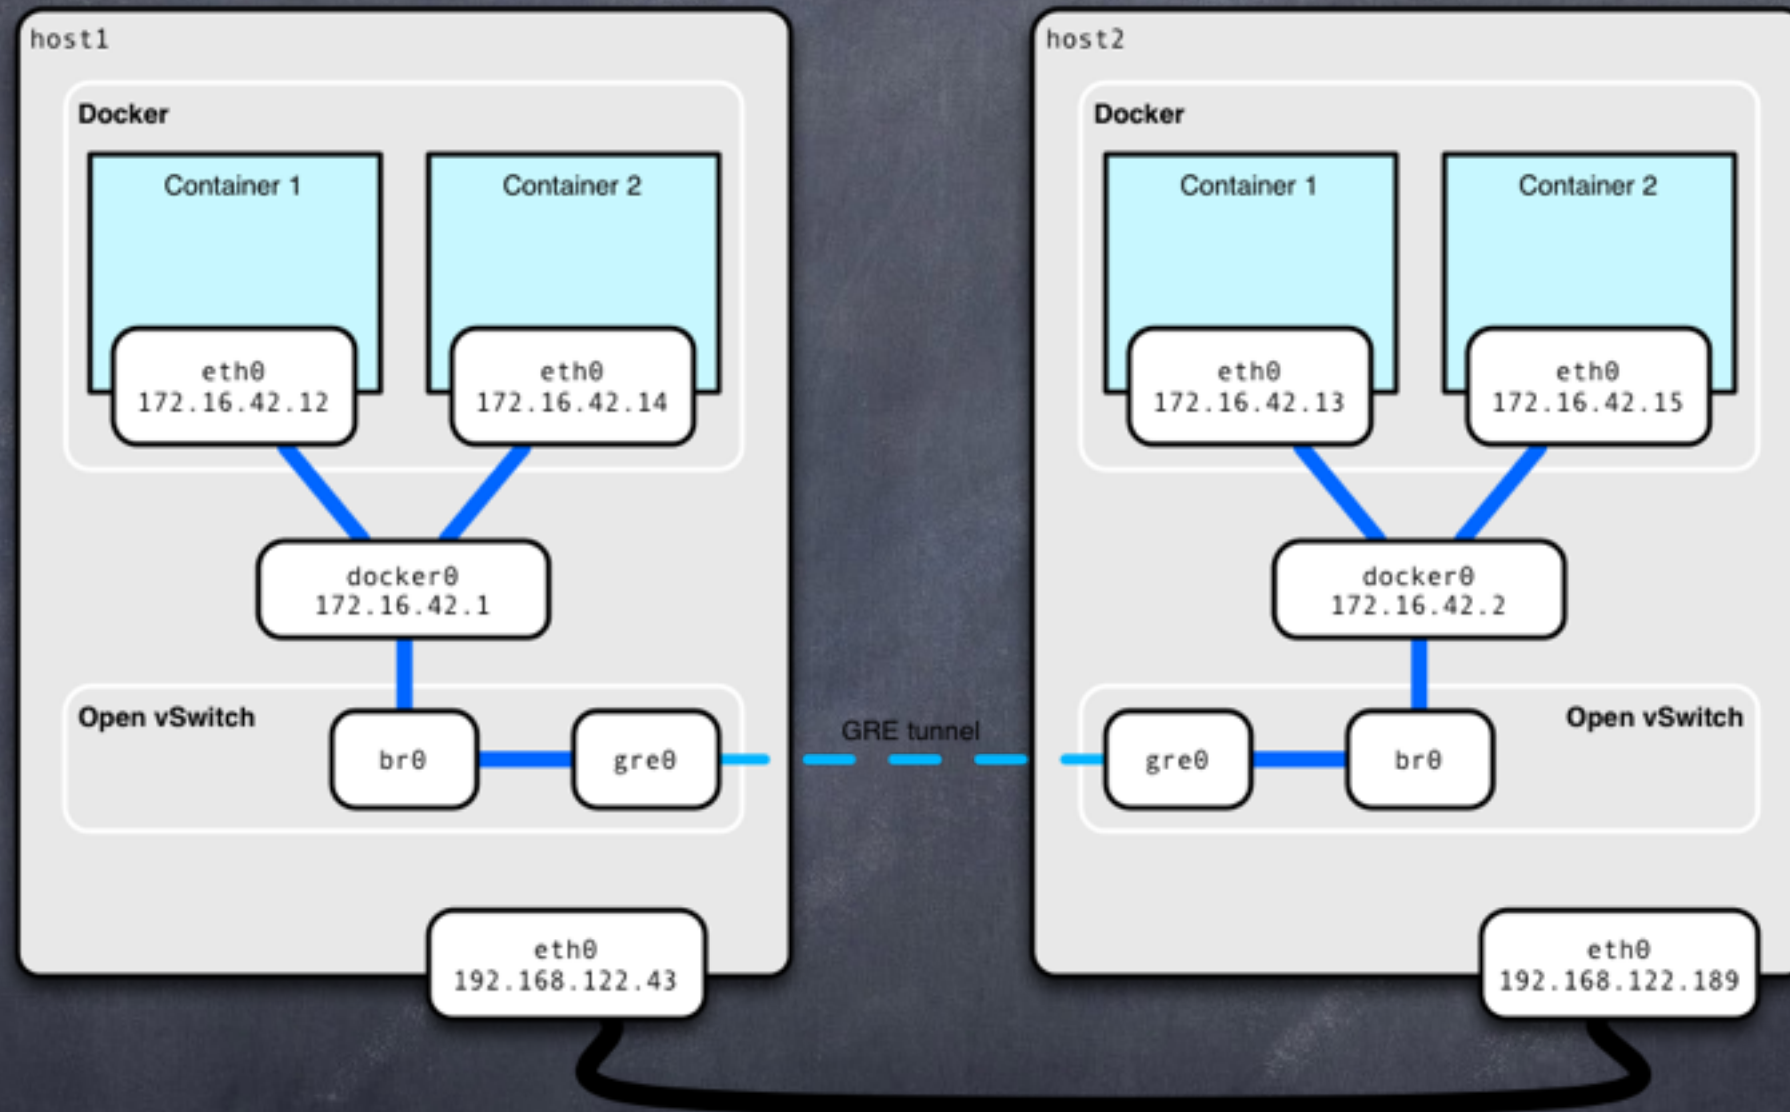 host1
Docker
Container 1
Container 2
eth0
172.16.42.12
eth0
172.16.42.14
docker0
172.16.42.1
Open vSwitch
br0
gre0
eth0
192.168.122.43
GRE tunnel
host2
Docker
Container 1
Container 2
eth0
172.16.42.13
eth0
172.16.42.15
docker0
172.16.42.2
gre0
br0
Open vSwitch
eth0
192.168.122.189